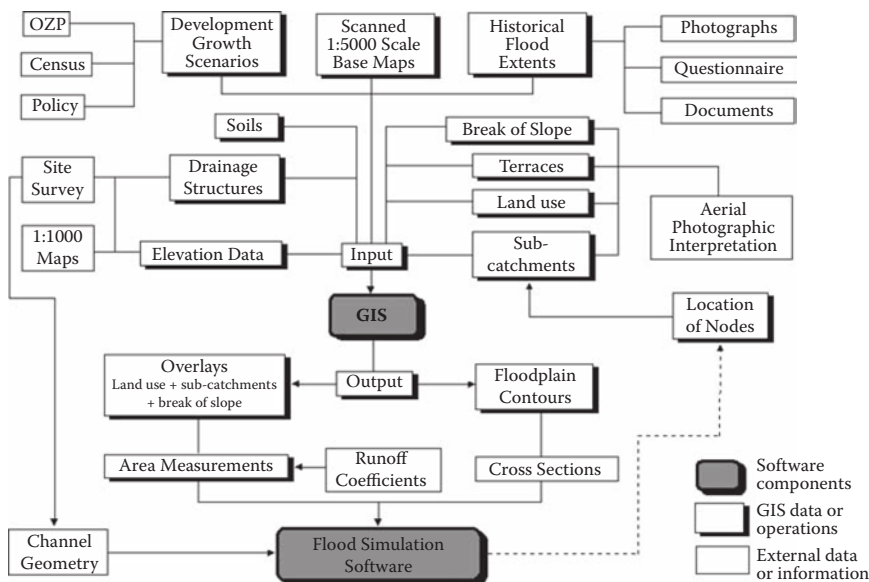 OZP
Census
Policy
Development
Growth
Scenarios
Scanned
1:5000 Scale
Base Maps
Historical
Flood
Extents
Photographs
Questionnaire
Documents
Soils
Break of Slope
Site
Survey
Drainage
Structures
Terraces
Land use
Aerial
Photographic
Interpretation
1:1000
Maps
Elevation Data
Input
Sub-
catchments
GIS
Location
of Nodes
Overlays
Land use + sub-catchments
+ break of slope
Output
Floodplain
Contours
Area Measurements
Runoff
Coefficients
Cross Sections
Channel
Geometry
Flood Simulation
Software
Software
components
GIS data or
operations
External data
or information